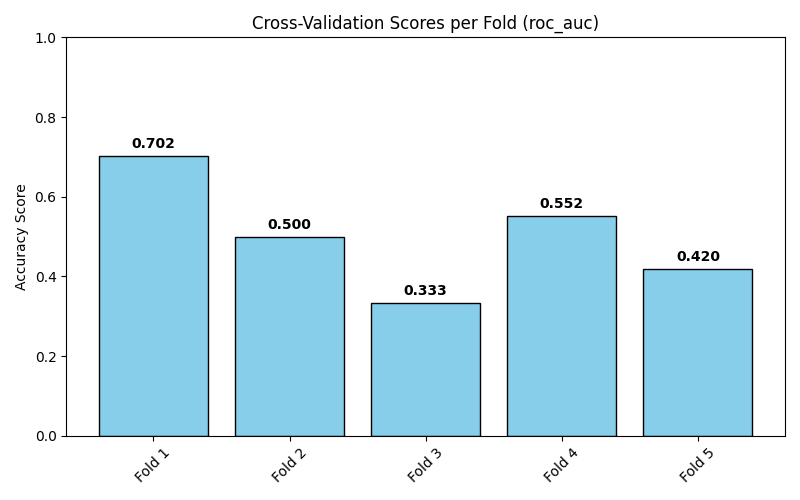 Cross-Validation Scores per Fold (roc_auc)
1.0
0.8
0.6
0.4
0.2
0.0
Accuracy Score
0.702
0.500
0.333
0.552
0.420
Fold 1
Fold 2
Fold 3
Fold 4
Fold 5